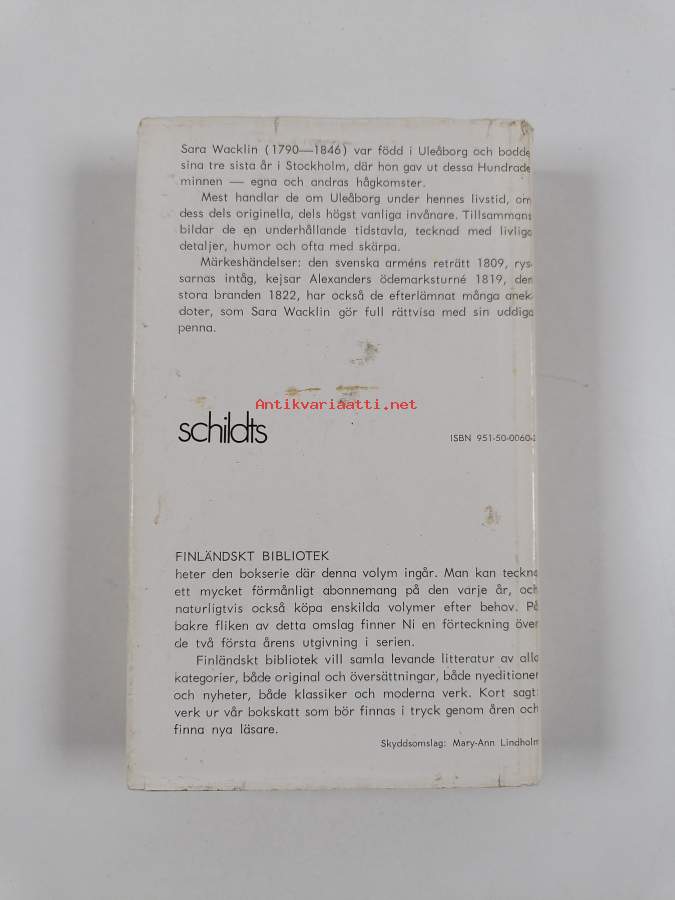 Sara Wacklin (1790—1846) var född i Uleåborg och bodde
sina tre sista år i Stockholm, där hon gav ut dessa Hundrade
minnen — egna och andras hågkomster.
Mest handlar de om Uleåborg under hennes livstid, om
dess dels originella, dels högst vanliga invånare. Tillsammans
bildar de en underhållande tidstavla, tecknad med livliga
detaljer, humor och ofta med skärpa.
Märkeshändelser: den svenska arméns reträtt 1809, rys-
sarnas intåg, kejsar Alexanders ödemarksturné 1819, den
stora branden 1822, har också de efterlämnat många anek-
doter, som Sara Wacklin gör full rättvisa med sin uddiga
penna.
Antikvariaatti.net
schildts
ISBN 951-50-0060-
FINLÄNDSKT BIBLIOTEK
heter den bokserie där denna volym ingår. Man kan teckna
ett mycket förmånligt abonnemang på den varje år, och
naturligtvis också köpa enskilda volymer efter behov. På
bakre fliken av detta omslag finner Ni en förteckning över
de två första årens utgivning i serien.
Finländskt bibliotek vill samla levande litteratur av alla
kategorier, både original och översättningar, både nyeditioner
och nyheter, både klassiker och moderna verk. Kort sagt:
verk ur vår bokskatt som bör finnas i tryck genom åren och
finna nya läsare.
Skyddsomslag: Mary-Ann Lindholm